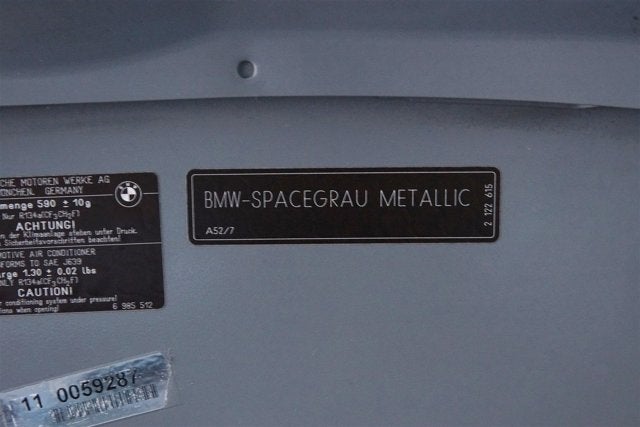 CHE MOTOREN WERKE AG
NCHEN, GERMANY
menge 590 ± 10g
Nur R134a(CF₃CH₂F)
ACHTUNG!
en der Klimaanlage stehen unter Druck.
Sicherheitsvorschriften beachten!
MOTIVE AIR CONDITIONER
FORMS TO SAE J639
arge 1.30 ± 0.02 lbs
NLY R134a(CF₃CH₂F)
CAUTION!
conditioning system under pressure!
tions when opening!
6 985 512
BMW-SPACEGRAU METALLIC
A52/7
2 122 615
11 0059287